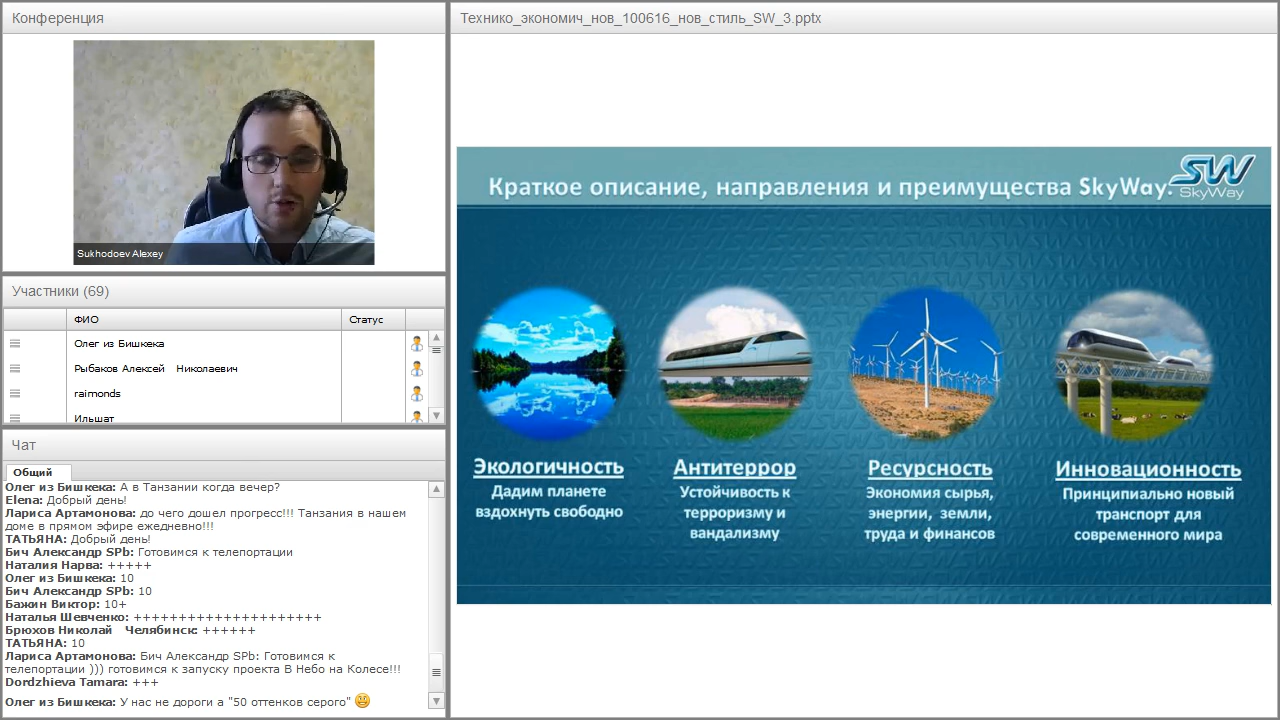 Конференция
Sukhodoev Alexey
Участники (69)
ФИО
Статус
Олег из Бишкека
Рыбаков Алексей Николаевич
raimonds
Ильшат
Чат
Общий
Олег из Бишкека: А в Танзании когда вечер?
Elena: Добрый день!
Лариса Артамонова: до чего дошел прогресс!!! Танзания в нашем
доме в прямом эфире ежедневно!!!
ТАТЬЯНА: Добрый день!
Бич Александр SPb: Готовимся к телепортации
Наталия Нарва: +++++
Олег из Бишкека: 10
Бич Александр SPb: 10
Бажин Виктор: 10+
Наталья Шевченко: +++++++++++++++++++++
Брюхов Николай Челябинск: ++++++
ТАТЬЯНА: 10
Лариса Артамонова: Бич Александр SPb: Готовимся к
телепортации ))) готовимся к запуску проекта В Небо на Колесе!!!
Dordzhieva Tamara: +++
Олег из Бишкека: У нас не дороги а "50 оттенков серого"
Технико_экономич_нов_100616_нов_стиль_SW_3.pptx
Краткое описание, направления и преимущества SkyWay.
SW
SkyWay
Экологичность
Дадим планете
вздохнуть свободно
Антитеррор
Устойчивость к
терроризму и
вандализму
Ресурсность
Экономия сырья,
энергии, земли,
труда и финансов
Инновационность
Принципиально новый
транспорт для
современного мира